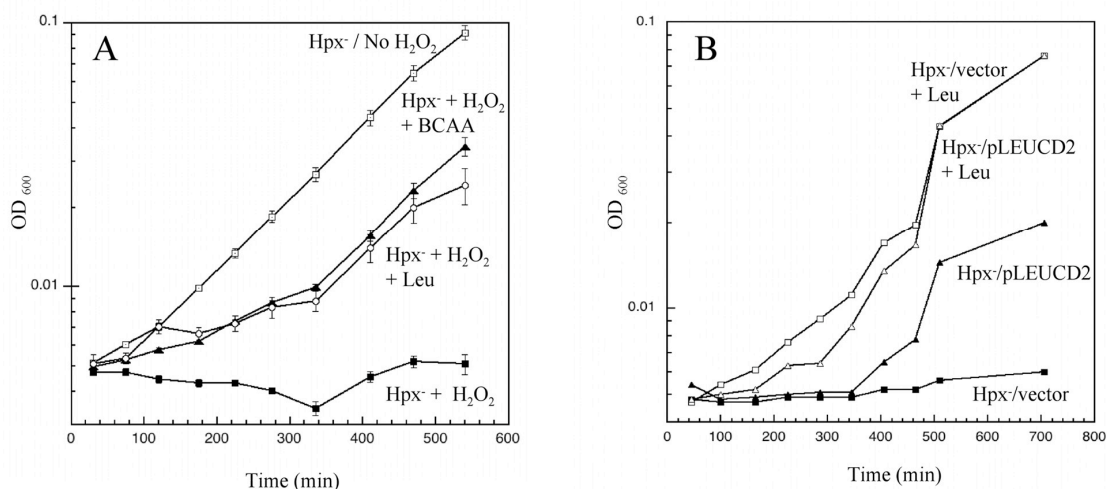 A
0.1
0.01
OD 600
0 100 200 300 400 500 600
Time (min)
Hpx- / No H2O2
Hpx- + H2O2
+ BCAA
Hpx- + H2O2
+ Leu
Hpx- + H2O2
B
0.1
0.01
OD 600
0 100 200 300 400 500 600 700 800
Time (min)
Hpx-/vector
+ Leu
Hpx-/pLEUCD2
+ Leu
Hpx-/pLEUCD2
Hpx-/vector